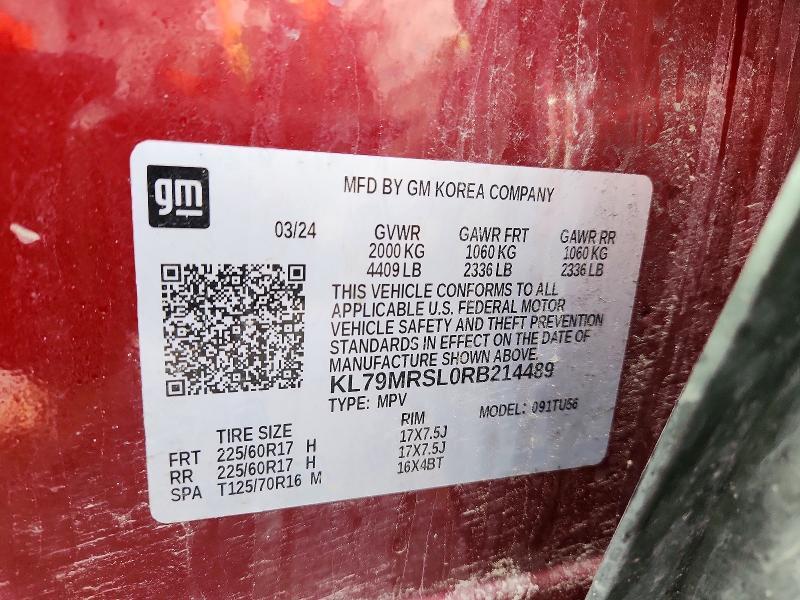 gm
MFD BY GM KOREA COMPANY
03/24 GVWR GAWR FRT GAWR RR
2000 KG 1060 KG 1060 KG
4409 LB 2336 LB 2336 LB
THIS VEHICLE CONFORMS TO ALL
APPLICABLE U.S. FEDERAL MOTOR
VEHICLE SAFETY AND THEFT PREVENTION
STANDARDS IN EFFECT ON THE DATE OF
MANUFACTURE SHOWN ABOVE.
KL79MRSL0RB214489
TYPE: MPV MODEL: 091TU56
TIRE SIZE RIM
FRT 225/60R17 H 17X7.5J
RR 225/60R17 H 17X7.5J
SPA T125/70R16 M 16X4BT